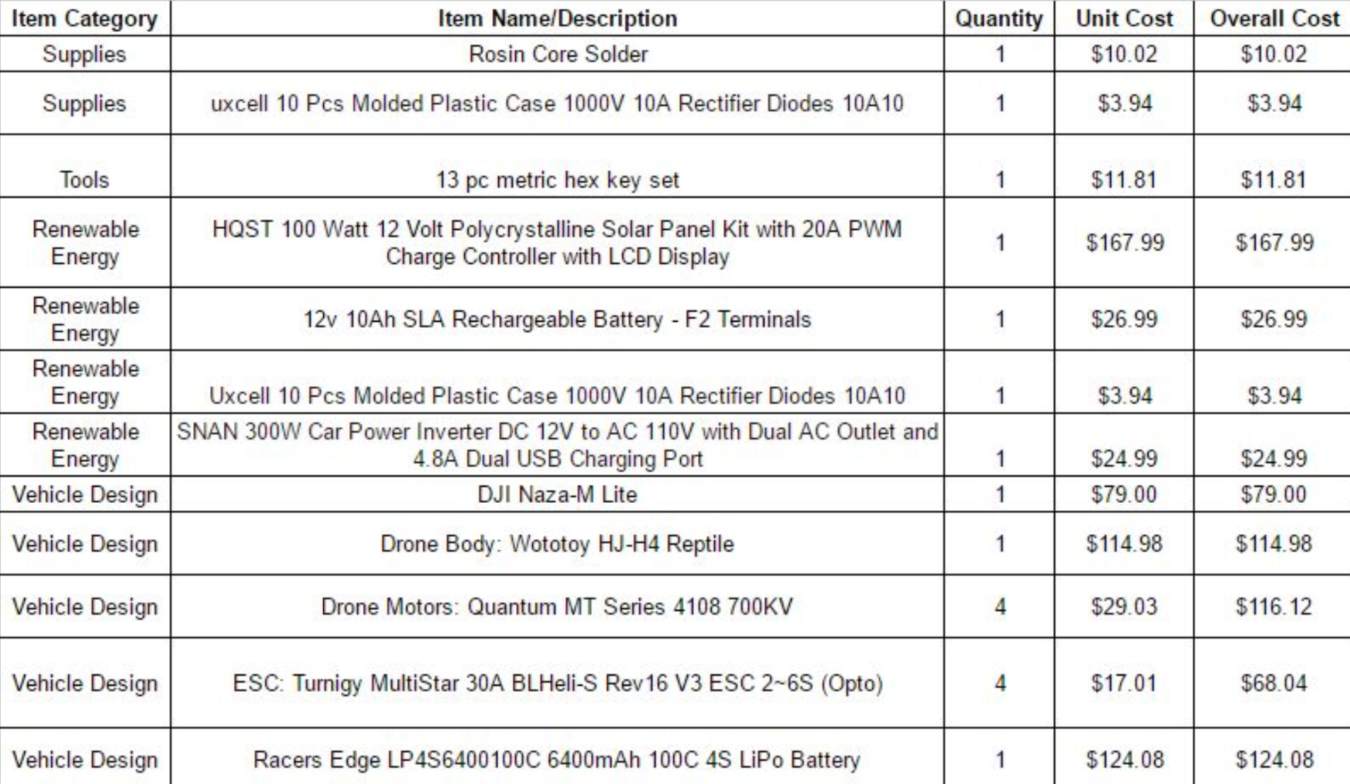 Item Category Item Name/Description Quantity Unit Cost Overall Cost
Supplies Rosin Core Solder 1 $10.02 $10.02
Supplies uxcell 10 Pcs Molded Plastic Case 1000V 10A Rectifier Diodes 10A10 1 $3.94 $3.94
Tools 13 pc metric hex key set 1 $11.81 $11.81
Renewable Energy HQST 100 Watt 12 Volt Polycrystalline Solar Panel Kit with 20A PWM Charge Controller with LCD Display 1 $167.99 $167.99
Renewable Energy 12v 10Ah SLA Rechargeable Battery - F2 Terminals 1 $26.99 $26.99
Renewable Energy Uxcell 10 Pcs Molded Plastic Case 1000V 10A Rectifier Diodes 10A10 1 $3.94 $3.94
Renewable Energy SNAN 300W Car Power Inverter DC 12V to AC 110V with Dual AC Outlet and 4.8A Dual USB Charging Port 1 $24.99 $24.99
Vehicle Design DJI Naza-M Lite 1 $79.00 $79.00
Vehicle Design Drone Body: Wototoy HJ-H4 Reptile 1 $114.98 $114.98
Vehicle Design Drone Motors: Quantum MT Series 4108 700KV 4 $29.03 $116.12
Vehicle Design ESC: Turnigy MultiStar 30A BLHeli-S Rev16 V3 ESC 2~6S (Opto) 4 $17.01 $68.04
Vehicle Design Racers Edge LP4S6400100C 6400mAh 100C 4S LiPo Battery 1 $124.08 $124.08